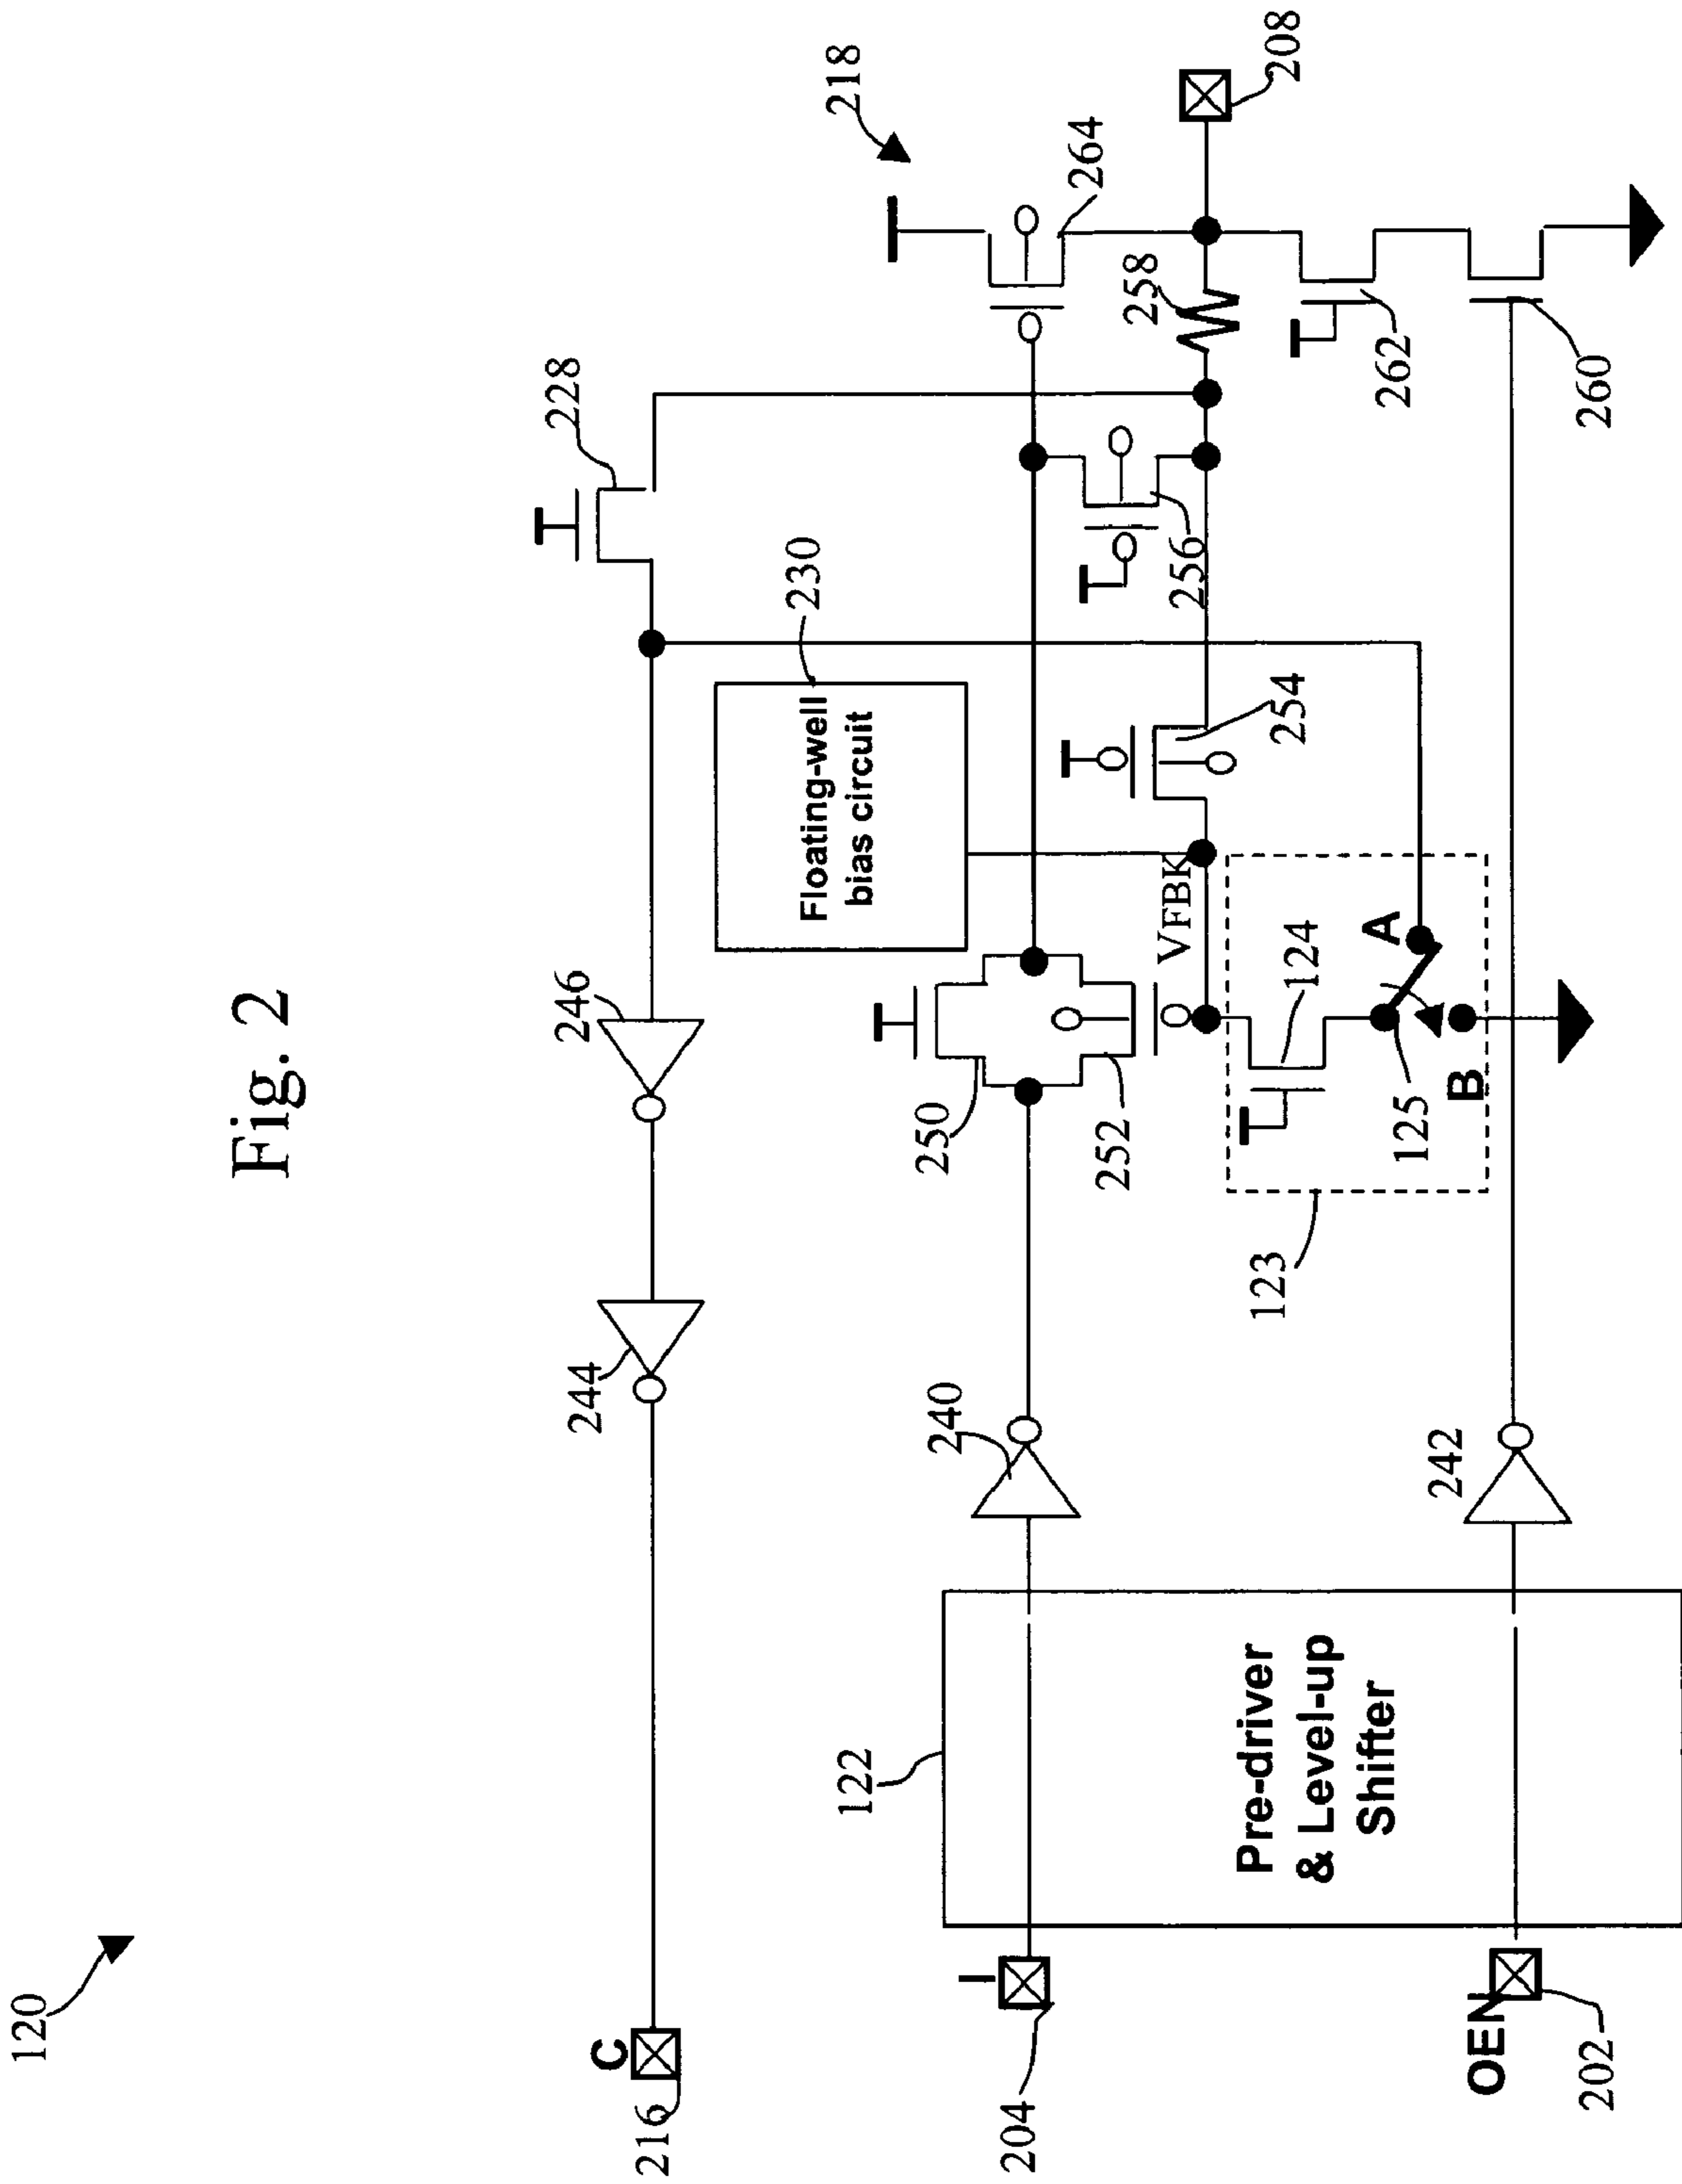 Fig. 2
120
216
C
244
246
228
218
204
I
122
Pre-driver
& Level-up
Shifter
240
250
252
Floating-well
bias circuit
230
VFBK
254
256
258
264
208
202
OEN
242
123
124
125
A
B
262
260